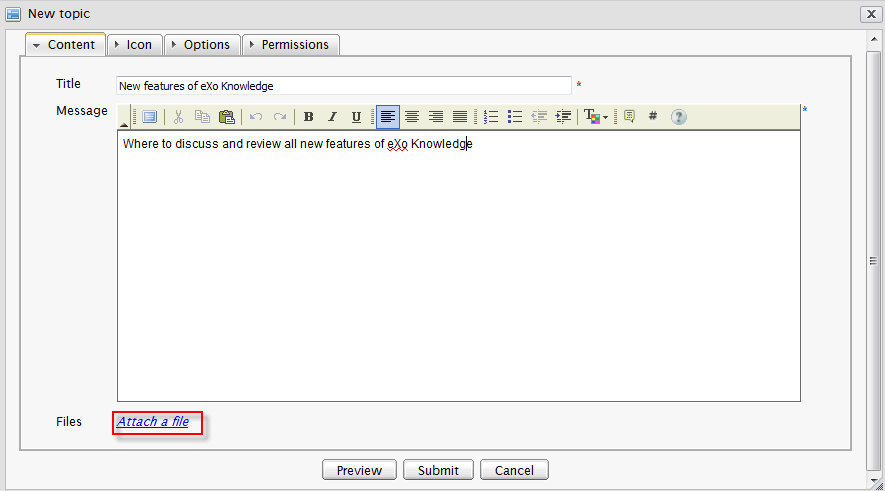 New topic
Content Icon Options Permissions
Title New features of eXo Knowledge *
Message B I U # ? *
Where to discuss and review all new features of eXo Knowledge
Files Attach a file
Preview Submit Cancel